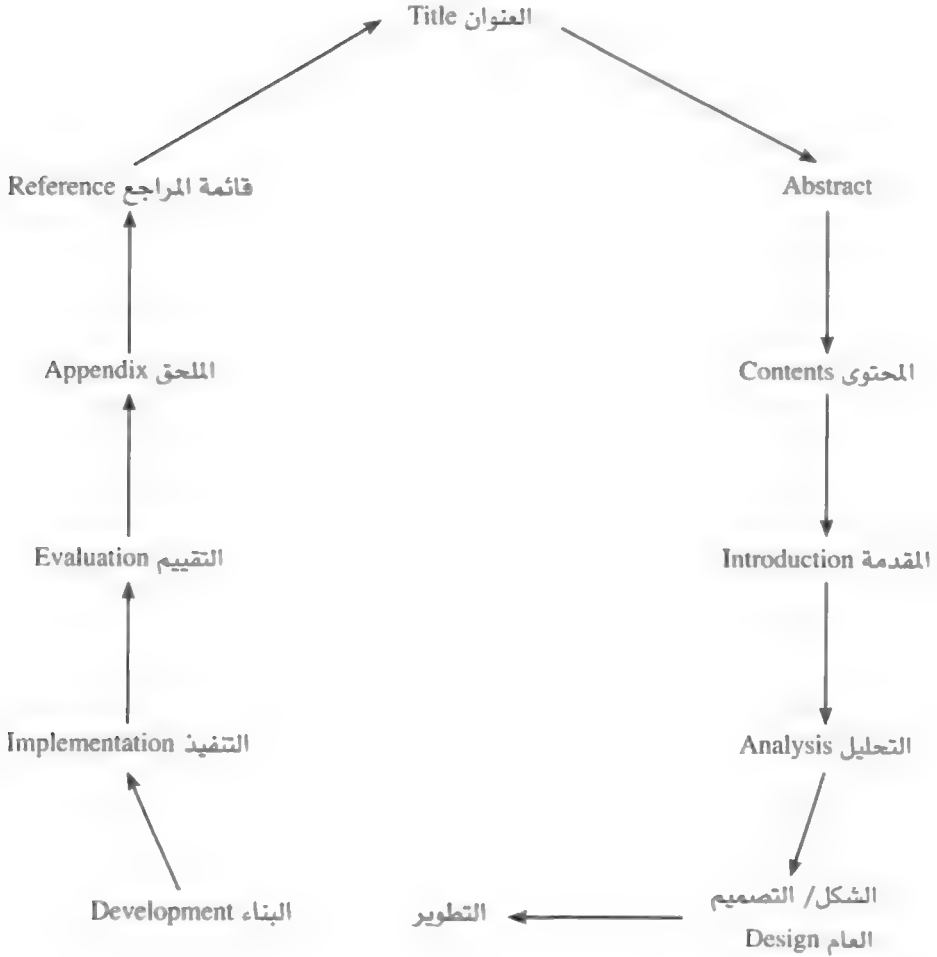 العنوان Title
Abstract
المحتوى Contents
المقدمة Introduction
التحليل Analysis
الشكل/ التصميم
العام Design
التطوير
البناء Development
التنفيذ Implementation
التقييم Evaluation
الملحق Appendix
قائمة المراجع Reference